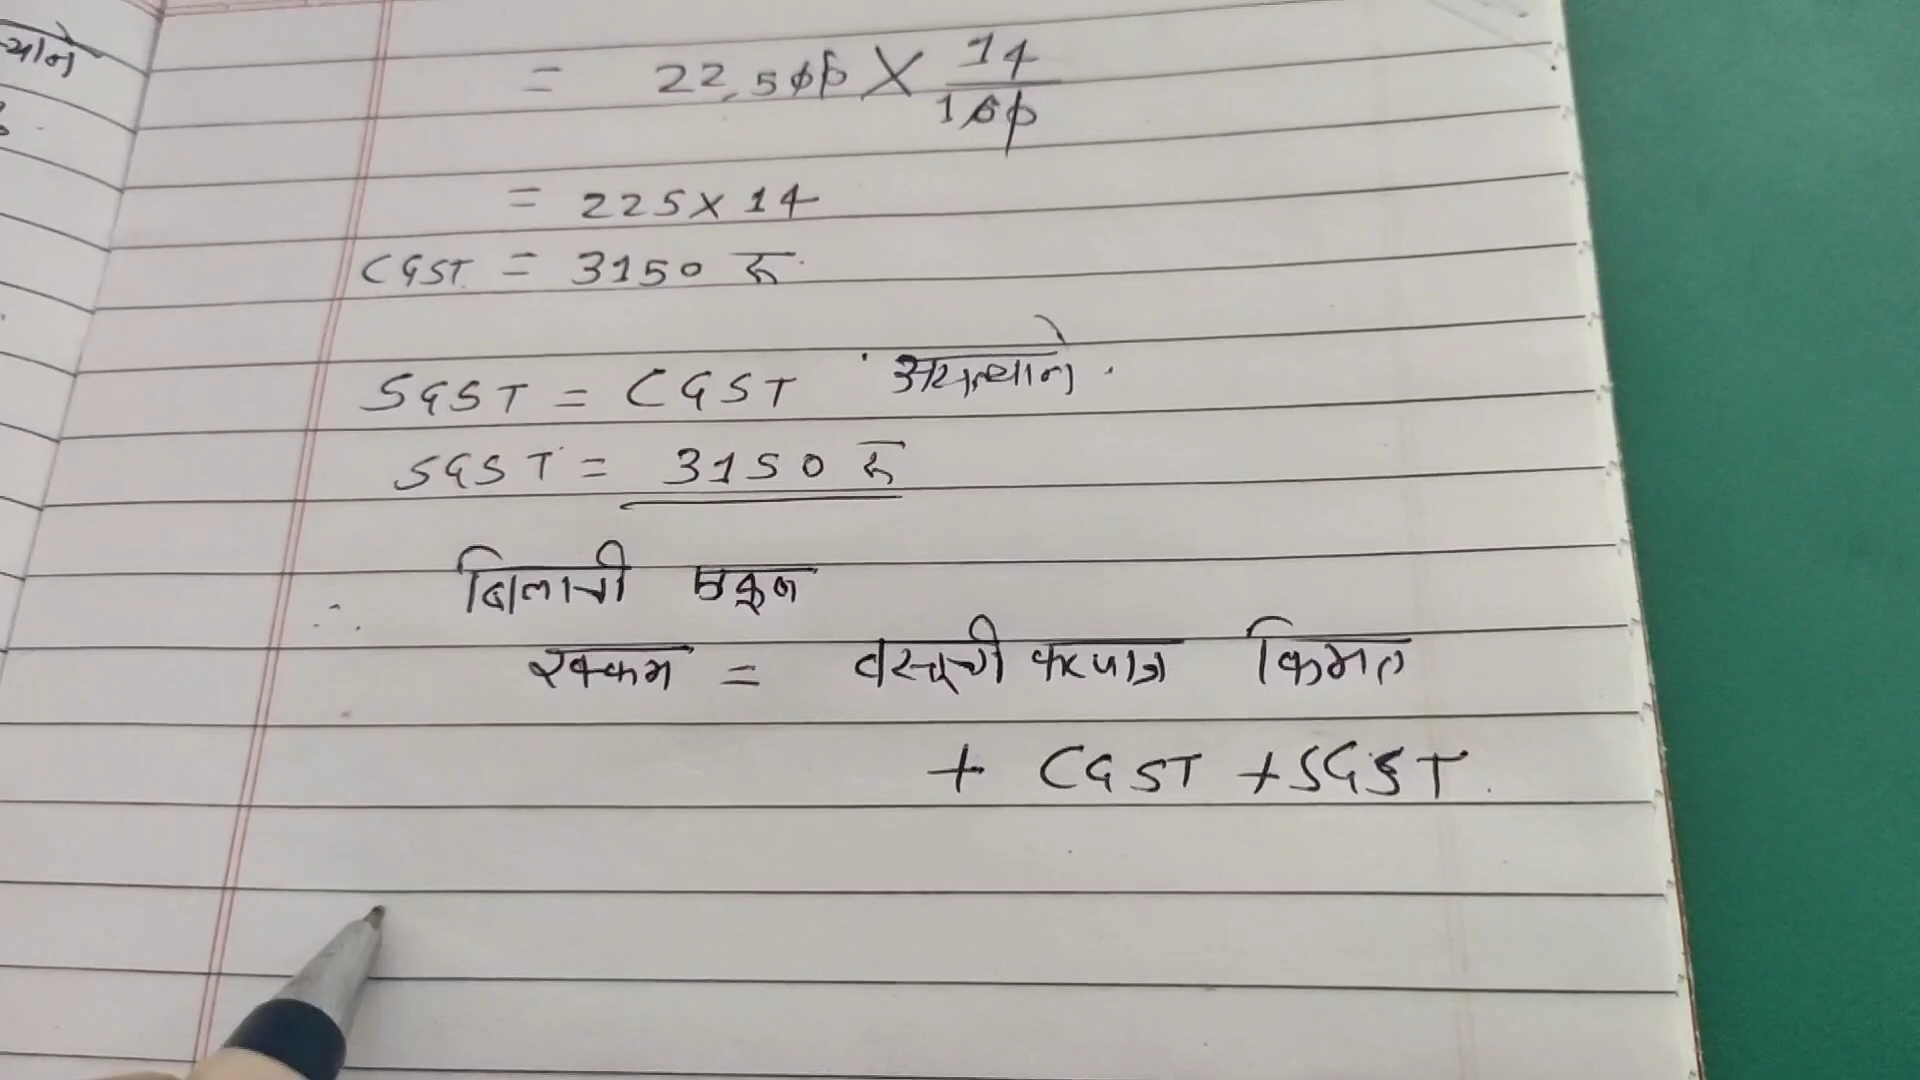 = 22,500 × 14/100
= 225 × 14
CGST = 3150 रू.
SGST = CGST असल्याने.
SGST = 3150 रू
∴ बिलाची एकूण
रक्कम = वस्तूची करपात्र किंमत
+ CGST + SGST.